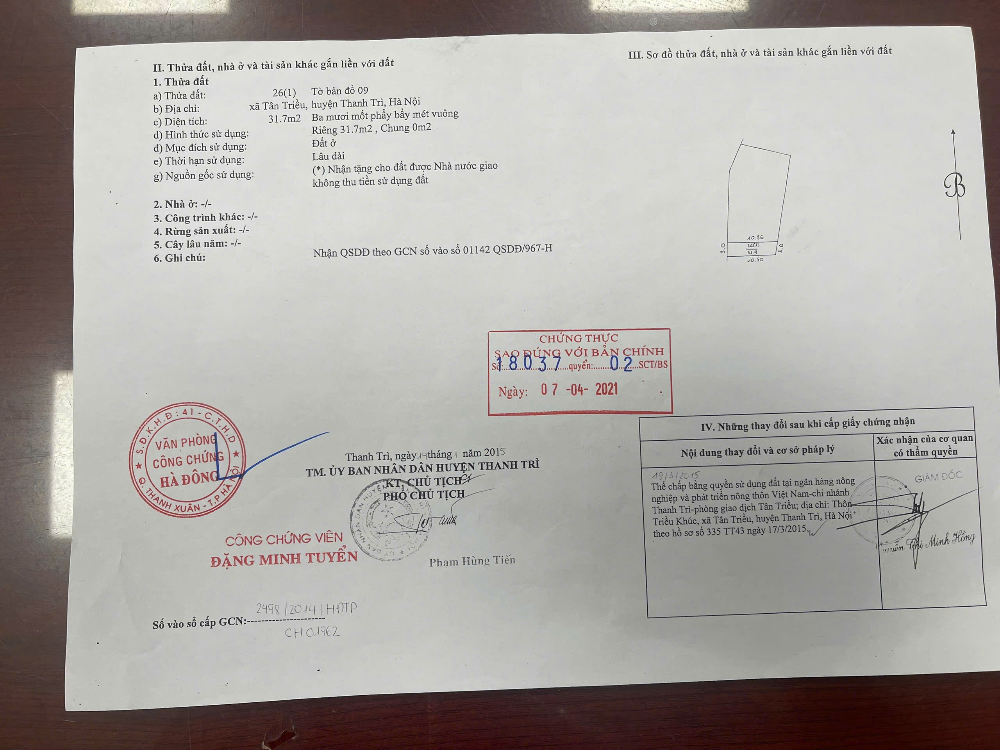 II. Thửa đất, nhà ở và tài sản khác gắn liền với đất
1. Thửa đất
a) Thửa đất: 26(1) Tờ bản đồ 09
b) Địa chỉ: xã Tân Triều, huyện Thanh Trì, Hà Nội
c) Diện tích: 31.7m2 Ba mươi mốt phẩy bẩy mét vuông
d) Hình thức sử dụng: Riêng 31.7m2 , Chung 0m2
đ) Mục đích sử dụng: Đất ở
e) Thời hạn sử dụng: Lâu dài
g) Nguồn gốc sử dụng: (*) Nhận tặng cho đất được Nhà nước giao
không thu tiền sử dụng đất
2. Nhà ở: -/-
3. Công trình khác: -/-
4. Rừng sản xuất: -/-
5. Cây lâu năm: -/-
6. Ghi chú: Nhận QSDĐ theo GCN số vào sổ 01142 QSDĐ/967-H
III. Sơ đồ thửa đất, nhà ở và tài sản khác gắn liền với đất
B
10.86
3.0
26(1)
31.7
3.0
10.50
CHỨNG THỰC
SAO ĐÚNG VỚI BẢN CHÍNH
Số: 18037 quyển: 02 SCT/BS
Ngày: 07 -04- 2021
S.Đ.K.H.Đ : 41 - C.T.H.D
VĂN PHÒNG
CÔNG CHỨNG
HÀ ĐÔNG
Q. THANH XUÂN - T.P HÀ NỘI
CÔNG CHỨNG VIÊN
ĐẶNG MINH TUYỂN
Thanh Trì, ngày 14 tháng 1 năm 2015
TM. ỦY BAN NHÂN DÂN HUYỆN THANH TRÌ
KT. CHỦ TỊCH
PHÓ CHỦ TỊCH
Phạm Hùng Tiến
2498/2014/HĐTP
Số vào sổ cấp GCN:
CH 01962
IV. Những thay đổi sau khi cấp giấy chứng nhận
Nội dung thay đổi và cơ sở pháp lý
Xác nhận của cơ quan
có thẩm quyền
19/3/2015
Thế chấp bằng quyền sử dụng đất tại ngân hàng nông
nghiệp và phát triển nông thôn Việt Nam-chi nhánh
Thanh Trì-phòng giao dịch Tân Triều; địa chỉ: Thôn
Triều Khúc, xã Tân Triều, huyện Thanh Trì, Hà Nội
theo hồ sơ số 335 TT43 ngày 17/3/2015
GIÁM ĐỐC
Thị Minh Hồng